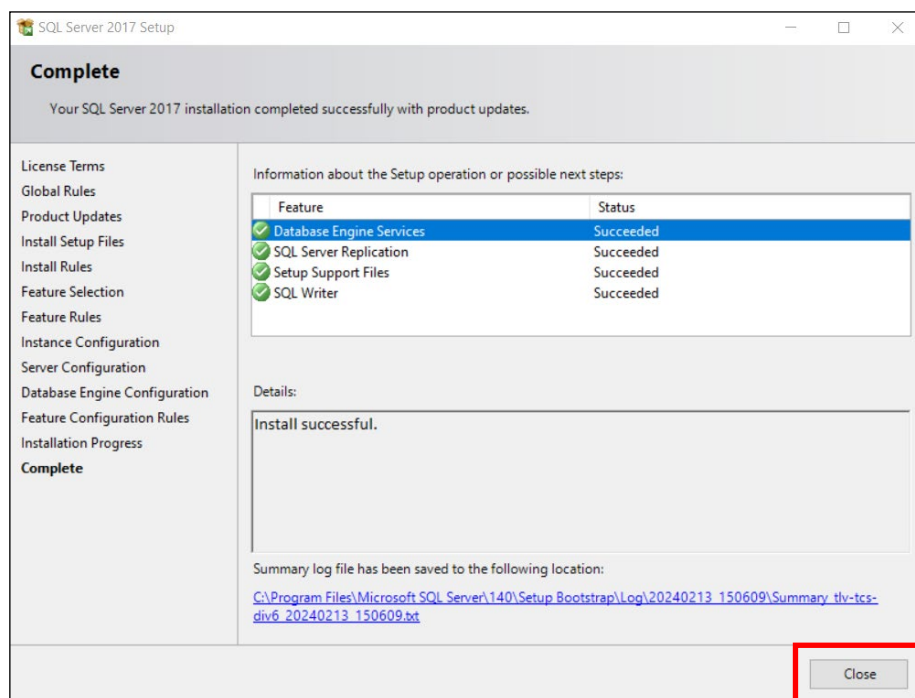 SQL Server 2017 Setup
Complete
Your SQL Server 2017 installation completed successfully with product updates.
License Terms
Global Rules
Product Updates
Install Setup Files
Install Rules
Feature Selection
Feature Rules
Instance Configuration
Server Configuration
Database Engine Configuration
Feature Configuration Rules
Installation Progress
Complete
Information about the Setup operation or possible next steps:
Feature Status
Database Engine Services Succeeded
SQL Server Replication Succeeded
Setup Support Files Succeeded
SQL Writer Succeeded
Details:
Install successful.
Summary log file has been saved to the following location:
C:\Program Files\Microsoft SQL Server\140\Setup Bootstrap\Log\20240213_150609\Summary_tlv-tcs-
div6_20240213_150609.txt
Close